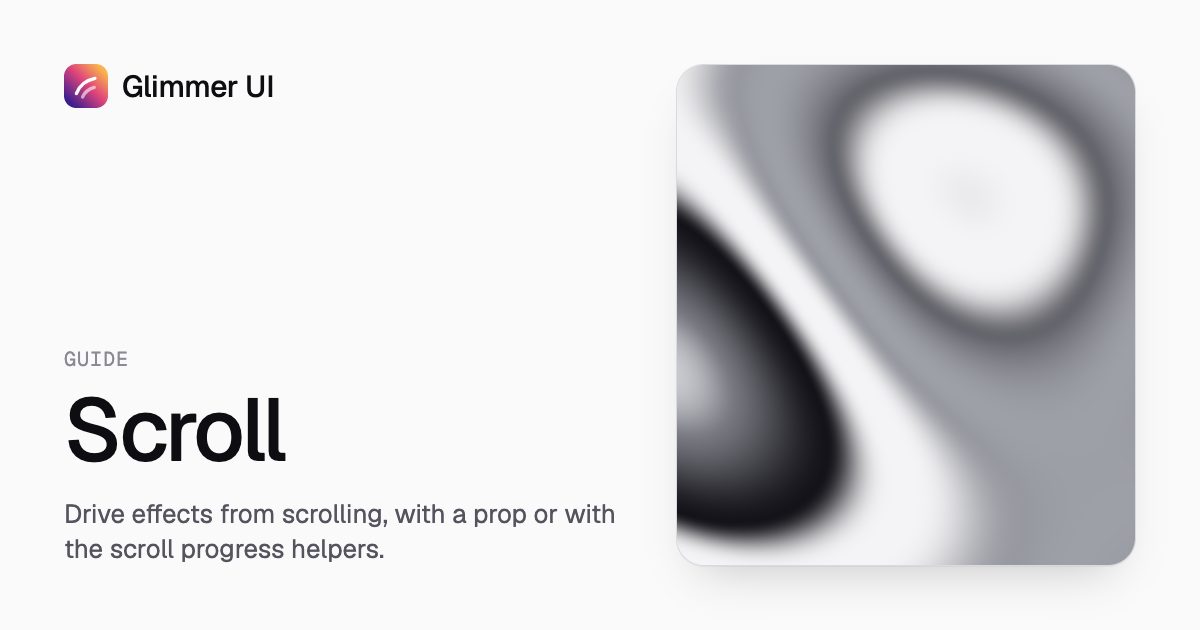 Glimmer UI
GUIDE
Scroll
Drive effects from scrolling, with a prop or with
the scroll progress helpers.